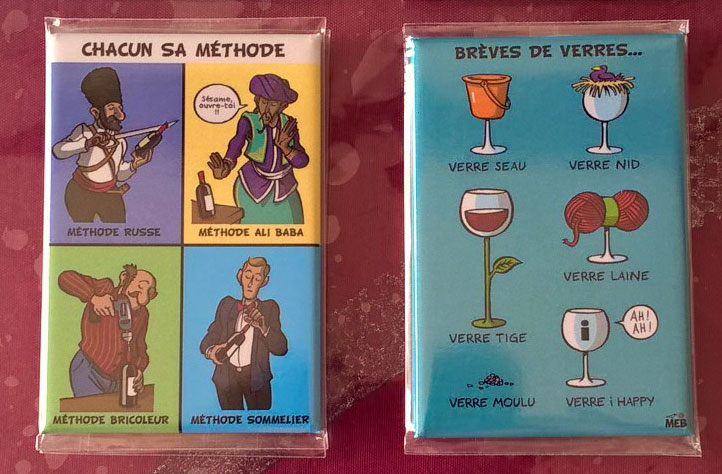 CHACUN SA MÉTHODE
Sésame,
ouvre-toi
!!
MÉTHODE RUSSE
MÉTHODE ALI BABA
MÉTHODE BRICOLEUR
MÉTHODE SOMMELIER
BRÈVES DE VERRES...
VERRE SEAU
VERRE NID
VERRE LAINE
VERRE TIGE
i
AH!
AH!
VERRE MOULU
VERRE i HAPPY
MEB